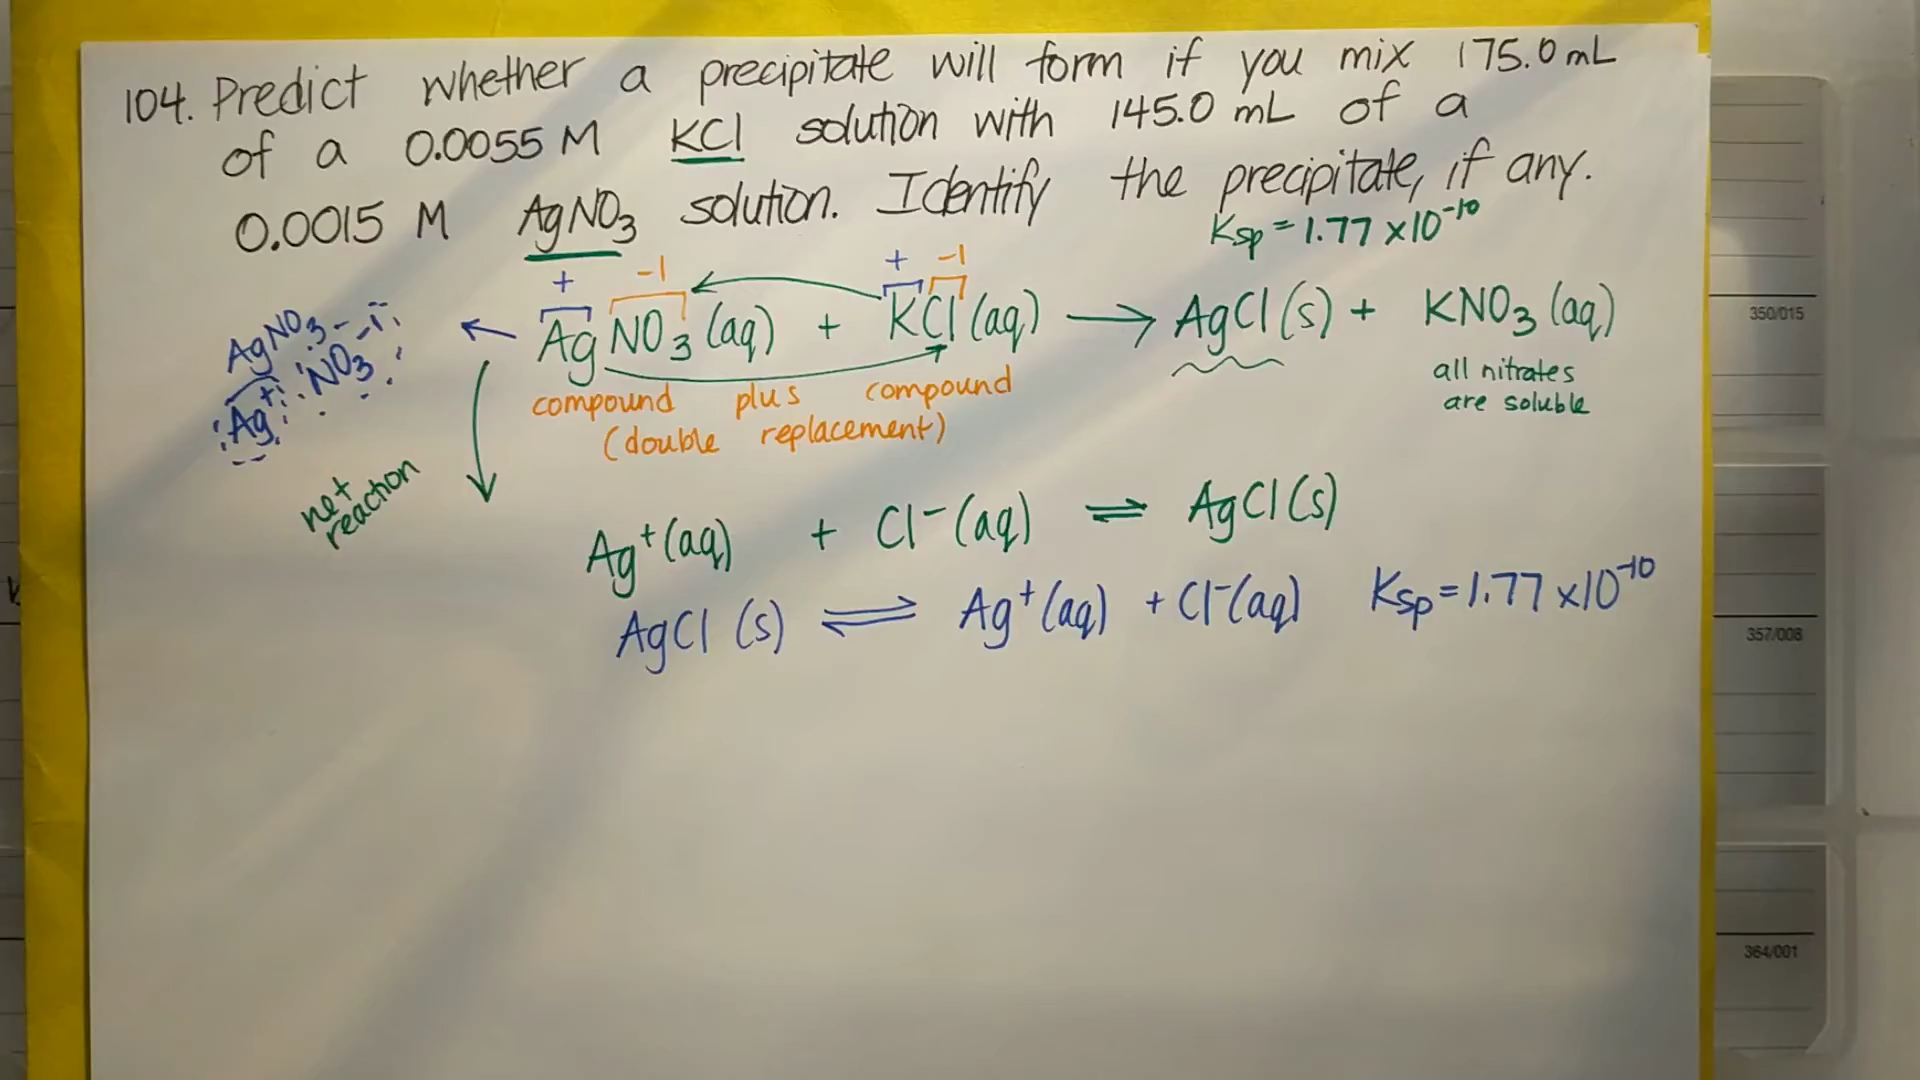 104. Predict whether a precipitate will form if you mix 175.0 mL
of a 0.0055 M KCl solution with 145.0 mL of a
0.0015 M AgNO₃ solution. Identify the precipitate, if any.
Ksp = 1.77 x10⁻¹⁰
+ -1 + -1
AgNO₃ (aq) + KCl (aq) → AgCl (s) + KNO₃ (aq)
AgNO₃
Ag⁺ NO₃⁻¹
compound plus compound
(double replacement)
all nitrates
are soluble
net
reaction
Ag⁺(aq) + Cl⁻(aq) ⇌ AgCl(s)
AgCl (s) ⇌ Ag⁺(aq) + Cl⁻(aq) Ksp = 1.77 x10⁻¹⁰
350/015
357/008
364/001